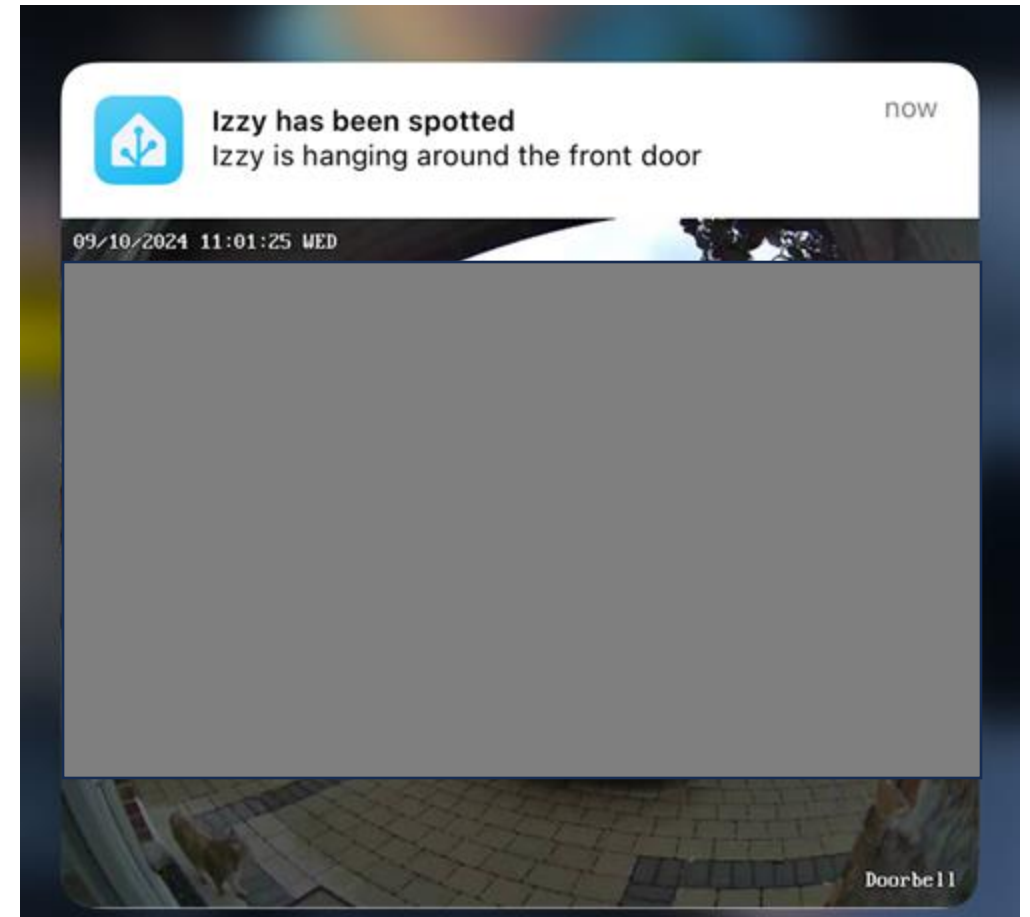 Izzy has been spotted
now
Izzy is hanging around the front door
09/10/2024 11:01:25 WED
Doorbell